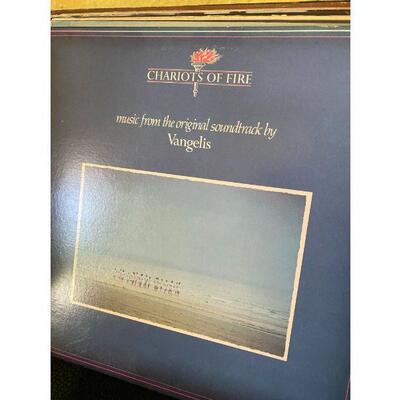 CHARIOTS OF FIRE
music from the original soundtrack by
Vangelis